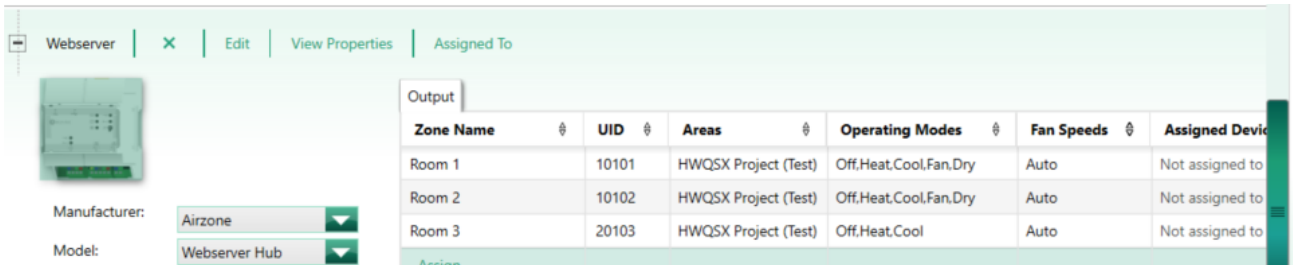 Webserver × Edit View Properties Assigned To
Output
Zone Name UID Areas Operating Modes Fan Speeds Assigned Devic
Room 1 10101 HWQSX Project (Test) Off,Heat,Cool,Fan,Dry Auto Not assigned to
Room 2 10102 HWQSX Project (Test) Off,Heat,Cool,Fan,Dry Auto Not assigned to
Room 3 20103 HWQSX Project (Test) Off,Heat,Cool Auto Not assigned to
Assign
Manufacturer: Airzone
Model: Webserver Hub